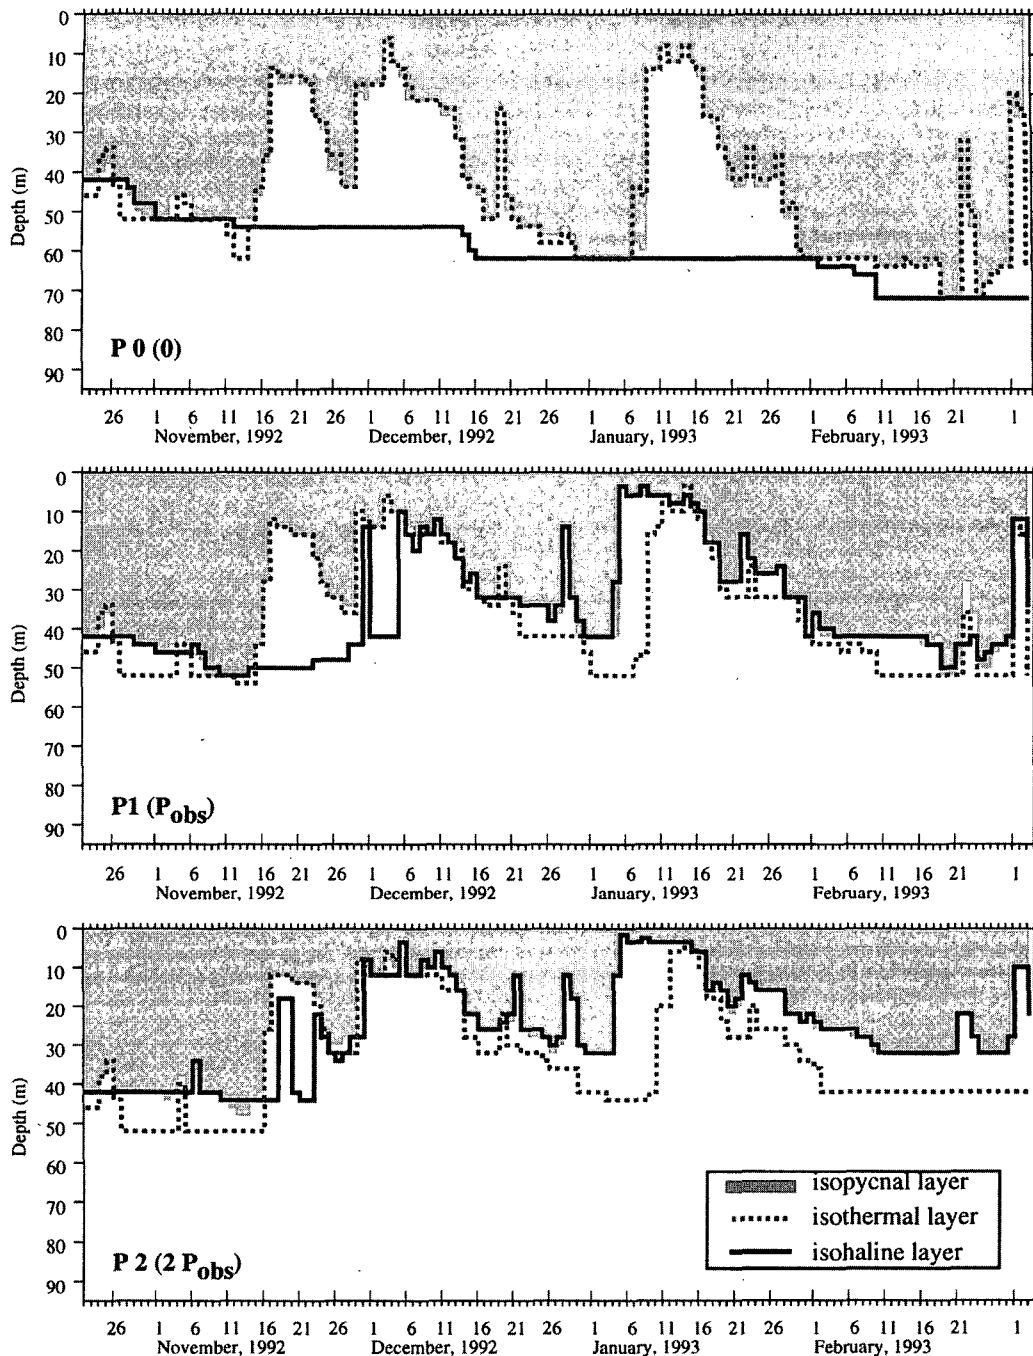 0
10
20
30
40
50
60
70
80
90
Depth (m)
P 0 (0)
26 1 6 11 16 21 26 1 6 11 16 21 26 1 6 11 16 21 26 1 6 11 16 21 1
November, 1992 December, 1992 January, 1993 February, 1993
0
10
20
30
40
50
60
70
80
90
Depth (m)
P1 (Pobs)
26 1 6 11 16 21 26 1 6 11 16 21 26 1 6 11 16 21 26 1 6 11 16 21 1
November, 1992 December, 1992 January, 1993 February, 1993
0
10
20
30
40
50
60
70
80
90
Depth (m)
isopycnal layer
isothermal layer
isohaline layer
P 2 (2 Pobs)
26 1 6 11 16 21 26 1 6 11 16 21 26 1 6 11 16 21 26 1 6 11 16 21 1
November, 1992 December, 1992 January, 1993 February, 1993